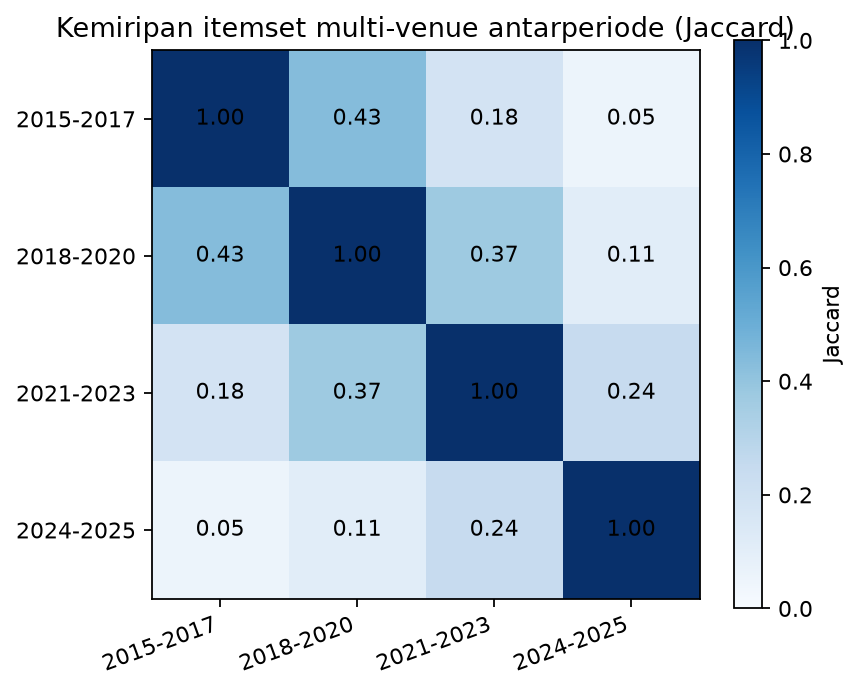 Kemiripan itemset multi-venue antarperiode (Jaccard)
1.0
2015-2017 1.00 0.43 0.18 0.05
0.8
2018-2020 0.43 1.00 0.37 0.11
0.6
Jaccard
0.4
2021-2023 0.18 0.37 1.00 0.24
0.2
2024-2025 0.05 0.11 0.24 1.00
0.0
2015-2017 2018-2020 2021-2023 2024-2025